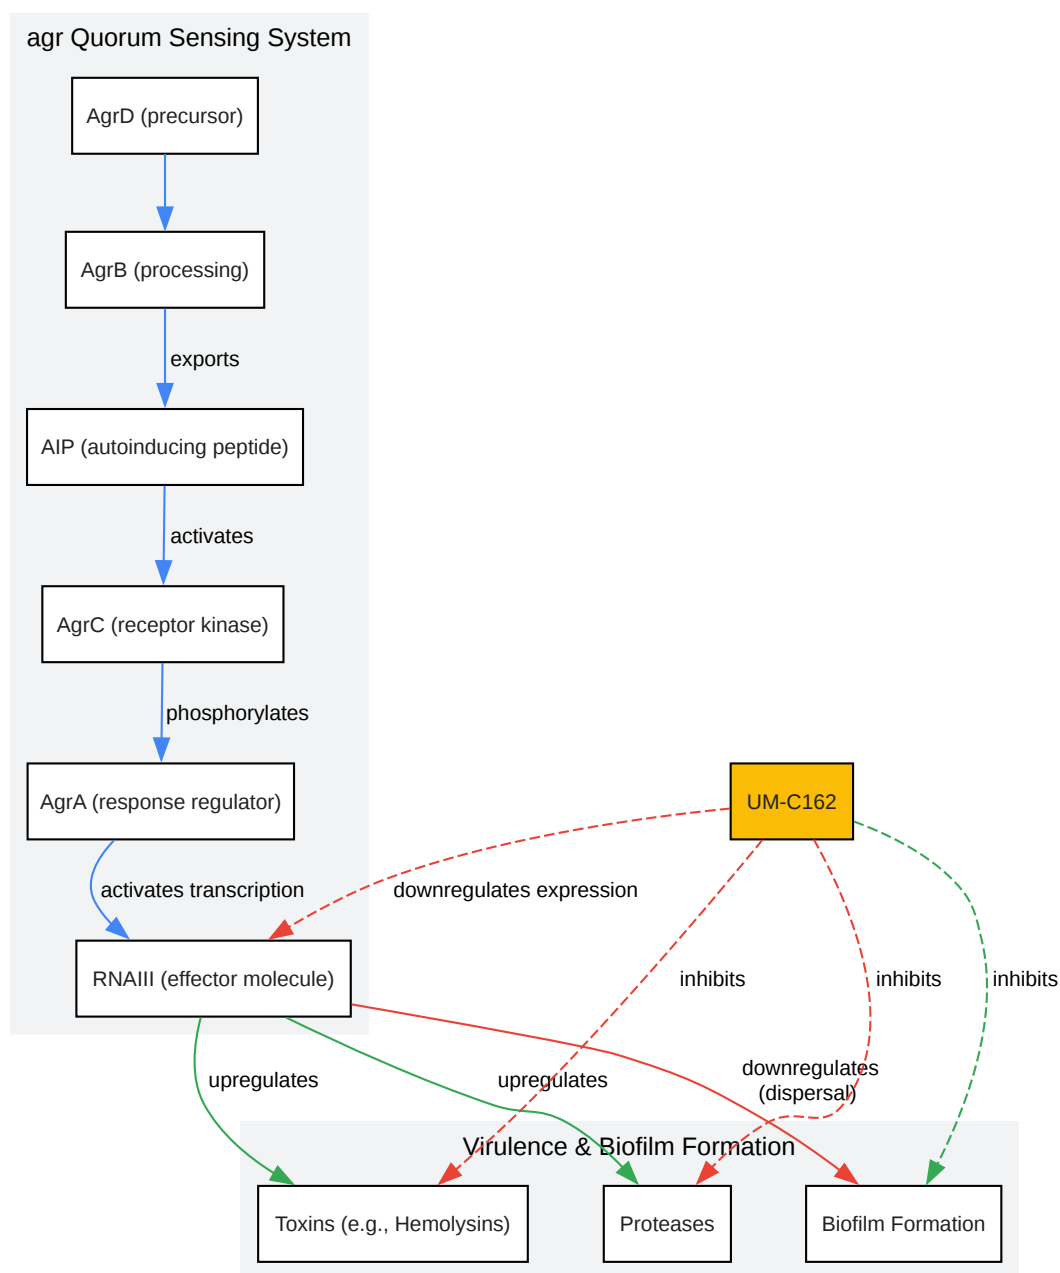 agr Quorum Sensing System
AgrD (precursor)
AgrB (processing)
exports
AIP (autoinducing peptide)
activates
AgrC (receptor kinase)
phosphorylates
AgrA (response regulator)
UM-C162
activates transcription
downregulates expression
RNAIII (effector molecule)
inhibits
inhibits
inhibits
upregulates
upregulates
downregulates
(dispersal)
Virulence & Biofilm Formation
Toxins (e.g., Hemolysins)
Proteases
Biofilm Formation